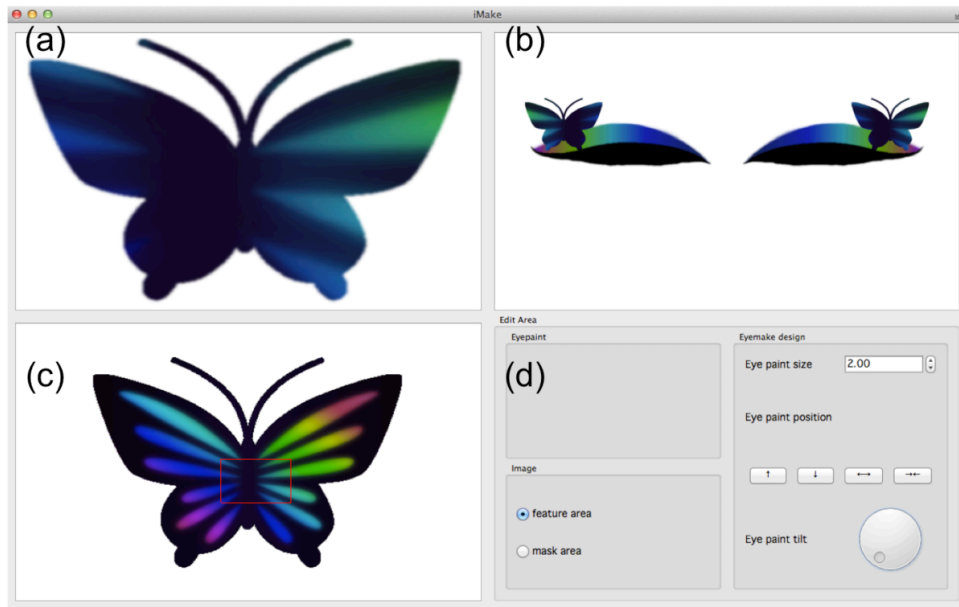 iMake
(a)
(b)
(c)
Edit Area
Eyepaint
(d)
Image
feature area
mask area
Eyemake design
Eye paint size 2.00
Eye paint position
↑ ↓ ←→ →←
Eye paint tilt